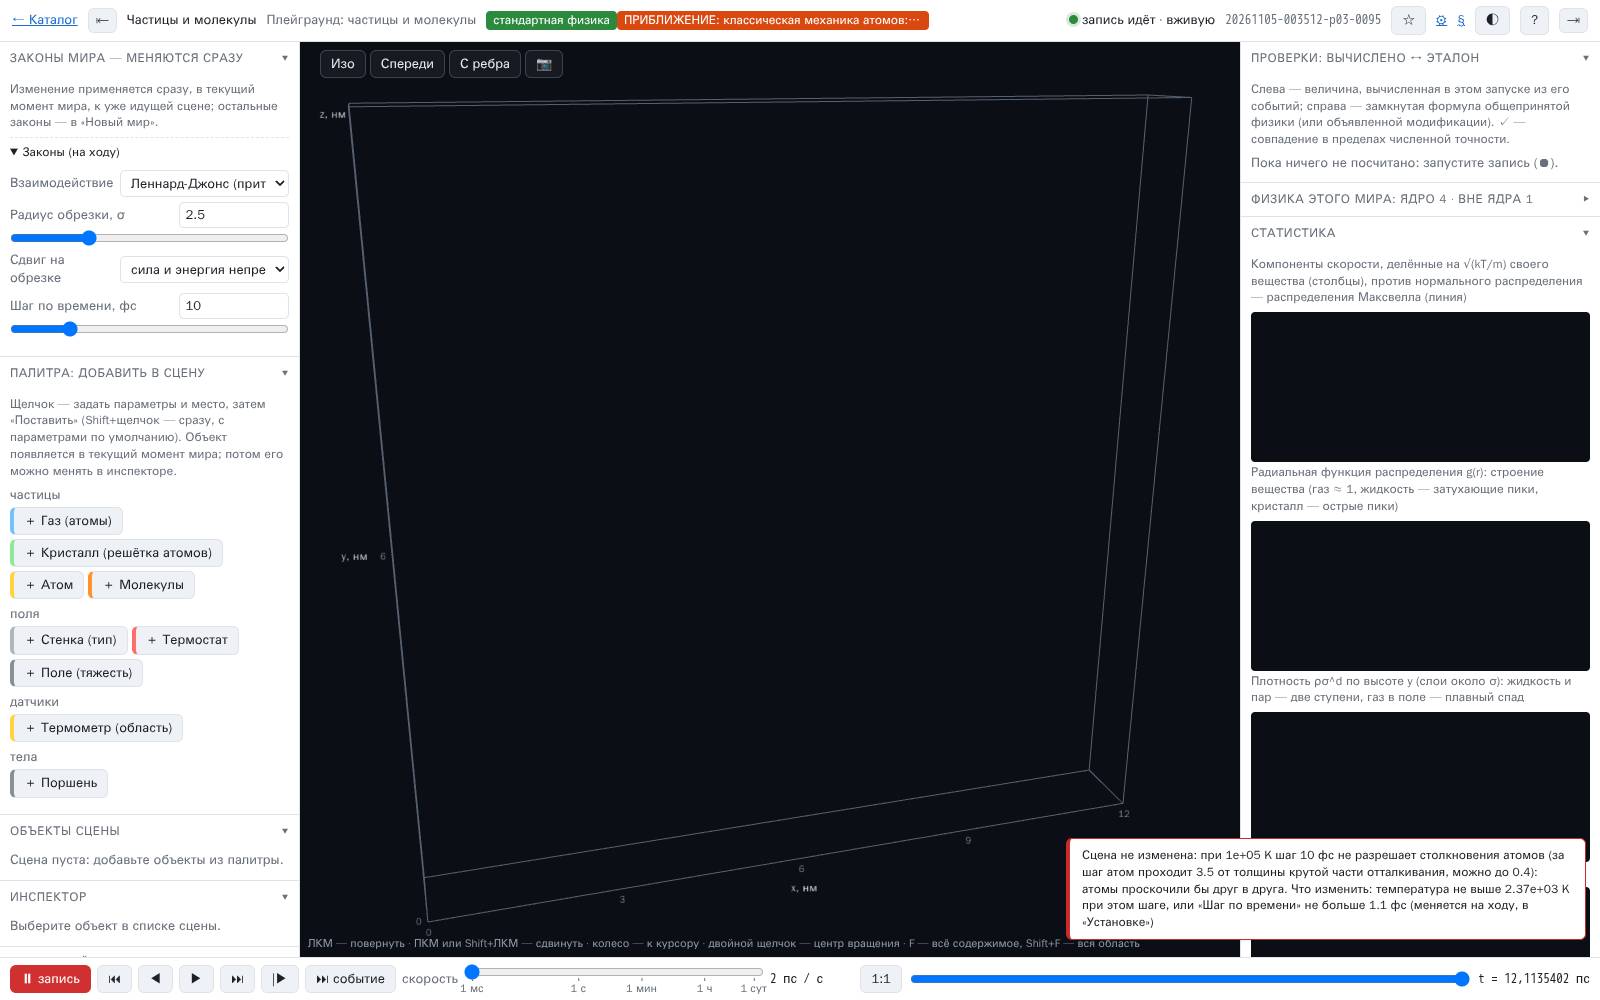 ← Каталог
Частицы и молекулы
Плейграунд: частицы и молекулы
стандартная физика
ПРИБЛИЖЕНИЕ: классическая механика атомов:···
запись идёт · вживую
20261105-003512-p03-0095
?
ЗАКОНЫ МИРА — МЕНЯЮТСЯ СРАЗУ
Изменение применяется сразу, в текущий
момент мира, к уже идущей сцене; остальные
законы — в «Новый мир».
Законы (на ходу)
Взаимодействие
Леннард-Джонс (прит
Радиус обрезки, σ
2.5
Сдвиг на
обрезке
сила и энергия непре
Шаг по времени, фс
10
ПАЛИТРА: ДОБАВИТЬ В СЦЕНУ
Щелчок — задать параметры и место, затем
«Поставить» (Shift+щелчок — сразу, с
параметрами по умолчанию). Объект
появляется в текущий момент мира; потом его
можно менять в инспекторе.
частицы
+ Газ (атомы)
+ Кристалл (решётка атомов)
+ Атом
+ Молекулы
поля
+ Стенка (тип)
+ Термостат
+ Поле (тяжесть)
датчики
+ Термометр (область)
тела
+ Поршень
ОБЪЕКТЫ СЦЕНЫ
Сцена пуста: добавьте объекты из палитры.
ИНСПЕКТОР
Выберите объект в списке сцены.
Изо
Спереди
С ребра
z, нм
y, нм
6
0
0
3
6
9
12
x, нм
ЛКМ — повернуть · ПКМ или Shift+ЛКМ — сдвинуть · колесо — к курсору · двойной щелчок — центр вращения · F — всё содержимое, Shift+F — вся область
ПРОВЕРКИ: ВЫЧИСЛЕНО ↔ ЭТАЛОН
Слева — величина, вычисленная в этом запуске из его
событий; справа — замкнутая формула общепринятой
физики (или объявленной модификации). ✓ —
совпадение в пределах численной точности.
Пока ничего не посчитано: запустите запись (⏺).
ФИЗИКА ЭТОГО МИРА: ЯДРО 4 · ВНЕ ЯДРА 1
СТАТИСТИКА
Компоненты скорости, делённые на √(kT/m) своего
вещества (столбцы), против нормального распределения
— распределения Максвелла (линия)
Радиальная функция распределения g(r): строение
вещества (газ ≈ 1, жидкость — затухающие пики,
кристалл — острые пики)
Плотность ρσ^d по высоте y (слои около σ): жидкость и
пар — две ступени, газ в поле — плавный спад
Сцена не изменена: при 1e+05 K шаг 10 фс не разрешает столкновения атомов (за
шаг атом проходит 3.5 от толщины крутой части отталкивания, можно до 0.4):
атомы проскочили бы друг в друга. Что изменить: температура не выше 2.37e+03 K
при этом шаге, или «Шаг по времени» не больше 1.1 фс (меняется на ходу, в
«Установке»)
запись
событие
скорость
1 мс
1 с
1 мин
1 ч
1 сут
2 пс / с
1:1
t = 12,1135402 пс